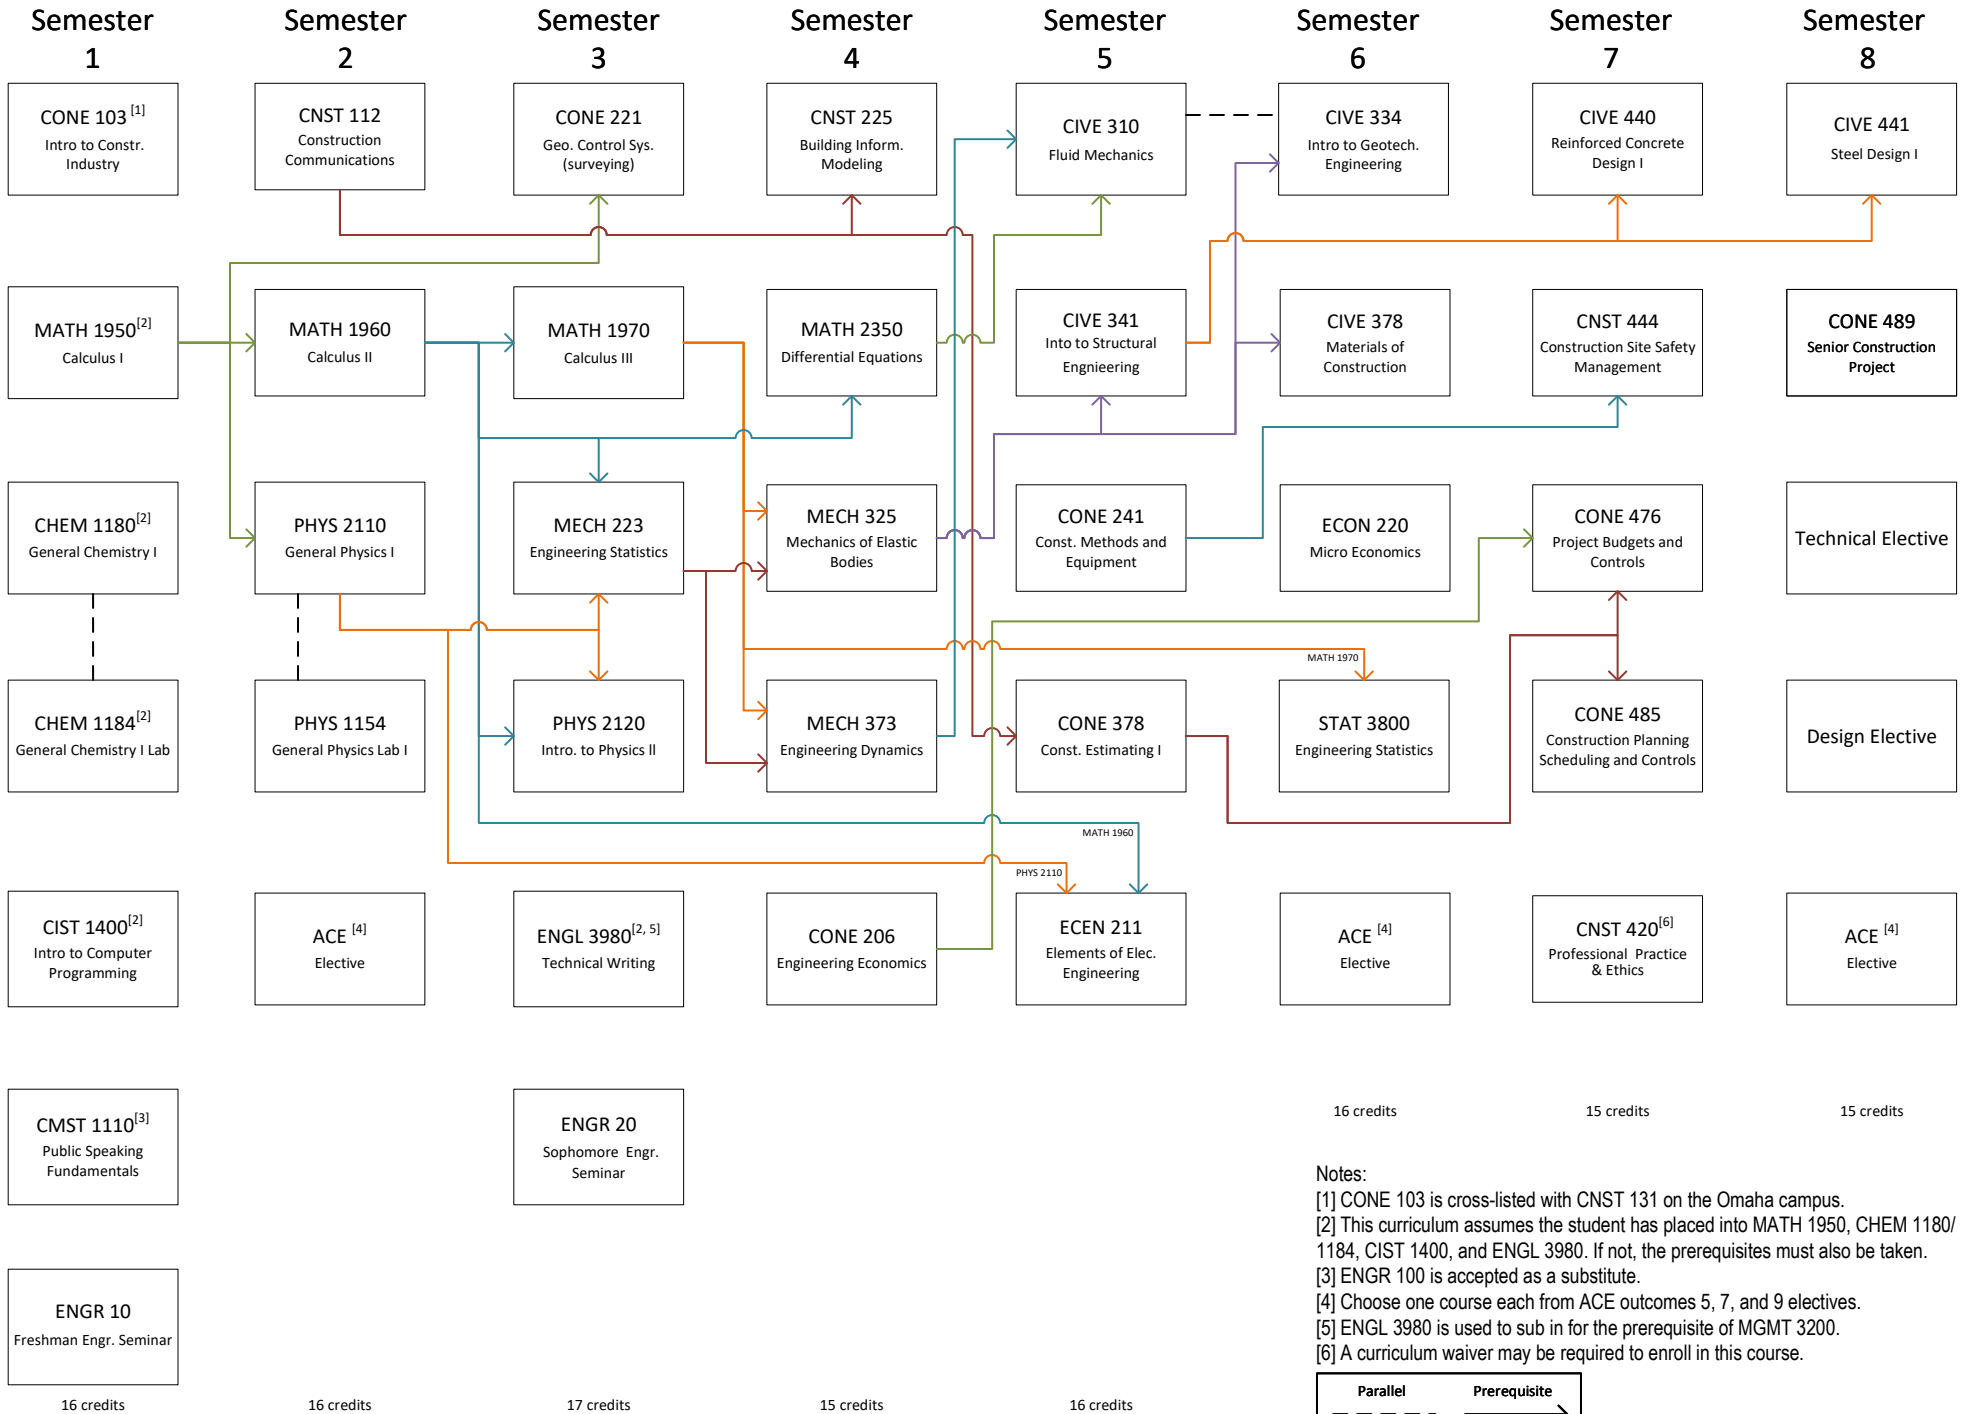 Semester
1
Semester
2
Semester
3
Semester
4
Semester
5
Semester
6
Semester
7
Semester
8
CONE 103 [1]
Intro to Constr.
Industry
CNST 112
Construction
Communications
CONE 221
Geo. Control Sys.
(surveying)
CNST 225
Building Inform.
Modeling
CIVE 310
Fluid Mechanics
CIVE 334
Intro to Geotech.
Engineering
CIVE 440
Reinforced Concrete
Design I
CIVE 441
Steel Design I
MATH 1950[2]
Calculus I
MATH 1960
Calculus II
MATH 1970
Calculus III
MATH 2350
Differential Equations
CIVE 341
Into to Structural
Engnieering
CIVE 378
Materials of
Construction
CNST 444
Construction Site Safety
Management
CONE 489
Senior Construction
Project
CHEM 1180[2]
General Chemistry I
PHYS 2110
General Physics I
MECH 223
Engineering Statistics
MECH 325
Mechanics of Elastic
Bodies
CONE 241
Const. Methods and
Equipment
ECON 220
Micro Economics
CONE 476
Project Budgets and
Controls
Technical Elective
MATH 1970
CHEM 1184[2]
General Chemistry I Lab
PHYS 1154
General Physics Lab I
PHYS 2120
Intro. to Physics ll
MECH 373
Engineering Dynamics
CONE 378
Const. Estimating I
STAT 3800
Engineering Statistics
CONE 485
Construction Planning
Scheduling and Controls
Design Elective
MATH 1960
PHYS 2110
CIST 1400[2]
Intro to Computer
Programming
ACE [4]
Elective
ENGL 3980[2, 5]
Technical Writing
CONE 206
Engineering Economics
ECEN 211
Elements of Elec.
Engineering
ACE [4]
Elective
CNST 420[6]
Professional Practice
& Ethics
ACE [4]
Elective
CMST 1110[3]
Public Speaking
Fundamentals
ENGR 20
Sophomore Engr.
Seminar
16 credits
15 credits
15 credits
ENGR 10
Freshman Engr. Seminar
Notes:
[1] CONE 103 is cross-listed with CNST 131 on the Omaha campus.
[2] This curriculum assumes the student has placed into MATH 1950, CHEM 1180/
1184, CIST 1400, and ENGL 3980. If not, the prerequisites must also be taken.
[3] ENGR 100 is accepted as a substitute.
[4] Choose one course each from ACE outcomes 5, 7, and 9 electives.
[5] ENGL 3980 is used to sub in for the prerequisite of MGMT 3200.
[6] A curriculum waiver may be required to enroll in this course.
Parallel
Prerequisite
16 credits
16 credits
17 credits
15 credits
16 credits